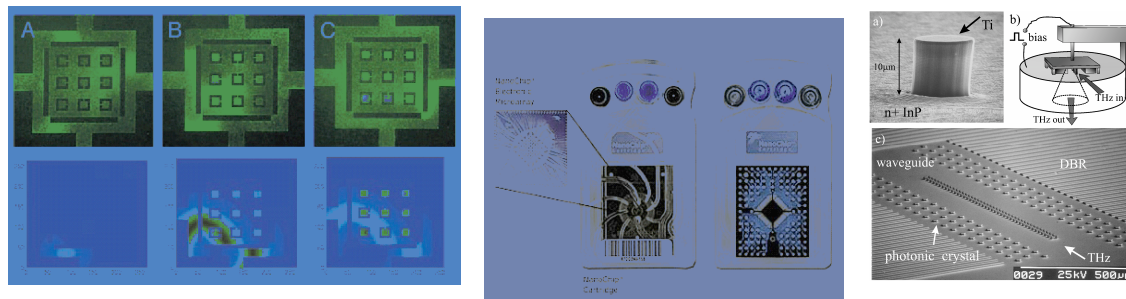 A
B
C
NanoChip
Electronic
Microarray
NanoChip
Cartridge
a)
Ti
10μm
n+ InP
b)
bias
THz in
THz out
c)
waveguide
DBR
photonic crystal
THz
0029 25kV 500μm